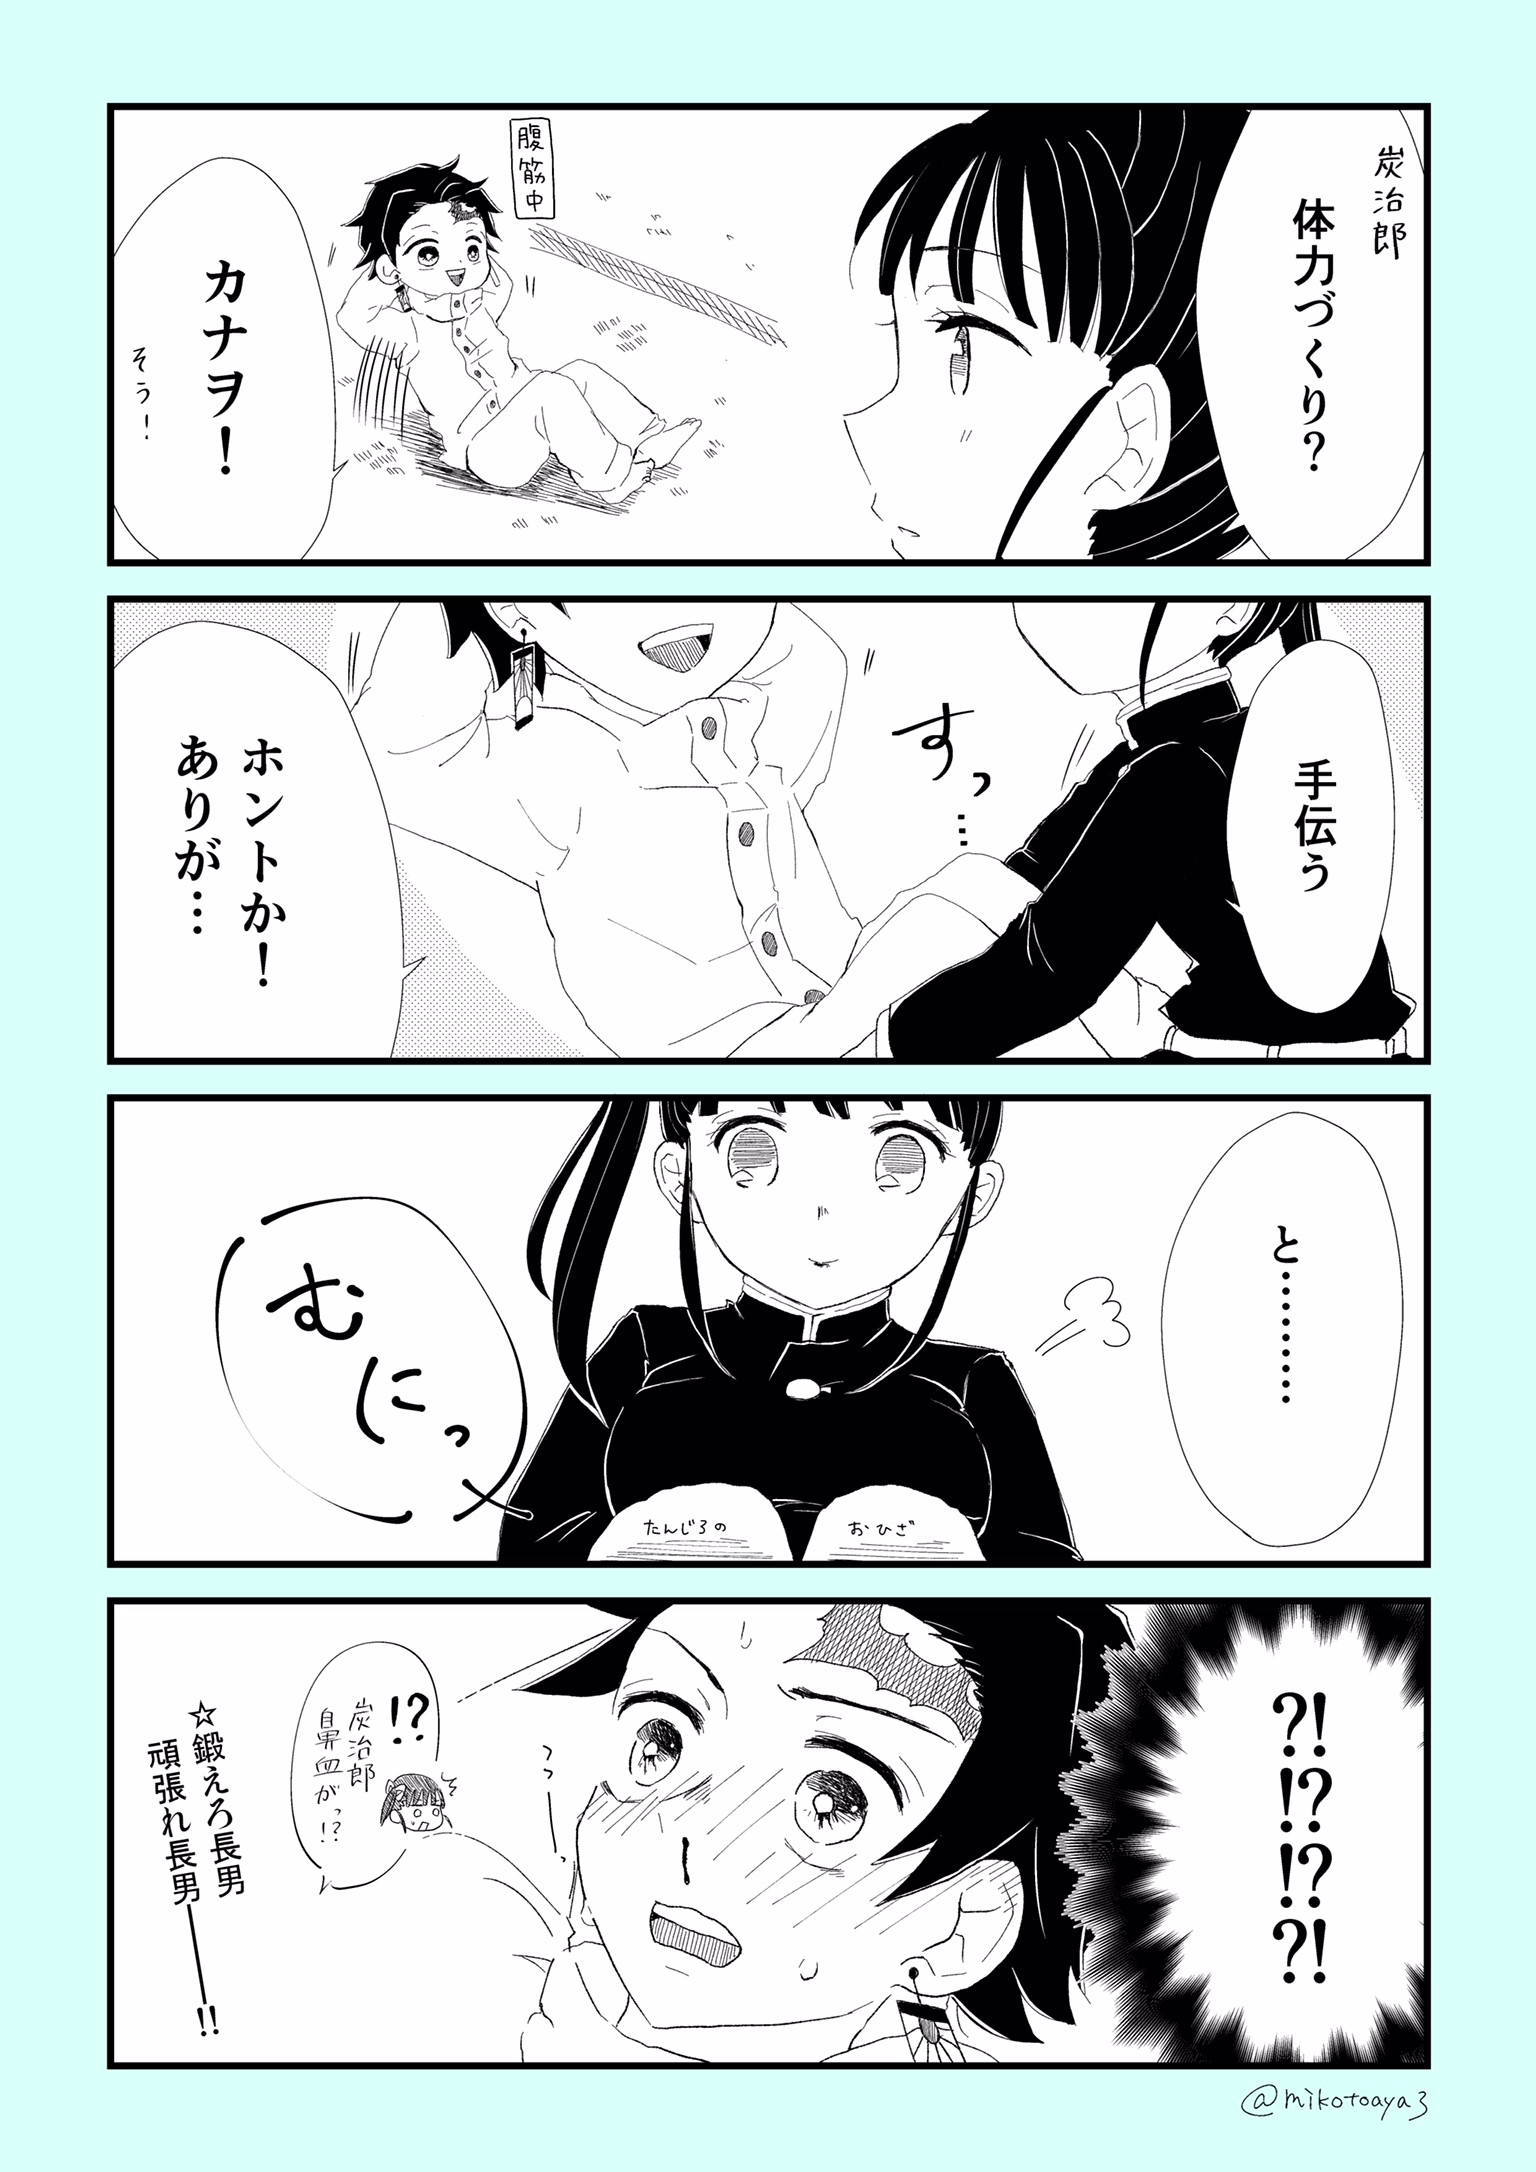 炭治郎
体力づくり?
腹筋中
カナヲ！
そう！
手伝う
すっ…
ホントか！
ありが…
と………
むにっ
たんじろの
おひざ
?!
!?
!?
?!
!?
炭治郎
鼻血がっ!?
☆鍛えろ長男
頑張れ長男――!!
@mikotoaya3